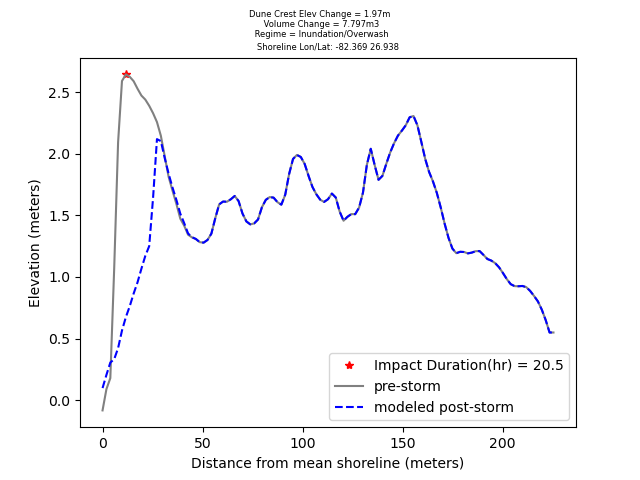 Dune Crest Elev Change = 1.97m
Volume Change = 7.797m3
Regime = Inundation/Overwash
Shoreline Lon/Lat: -82.369 26.938
2.5
2.0
1.5
1.0
0.5
0.0
Elevation (meters)
Impact Duration(hr) = 20.5
pre-storm
modeled post-storm
0 50 100 150 200
Distance from mean shoreline (meters)